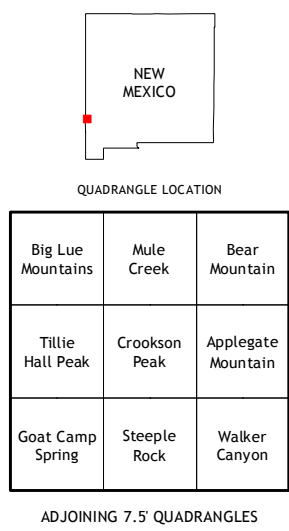 NEW
MEXICO
QUADRANGLE LOCATION
Big Lue
Mountains
Mule
Creek
Bear
Mountain
Tillie
Hall Peak
Crookson
Peak
Applegate
Mountain
Goat Camp
Spring
Steeple
Rock
Walker
Canyon
ADJOINING 7.5' QUADRANGLES